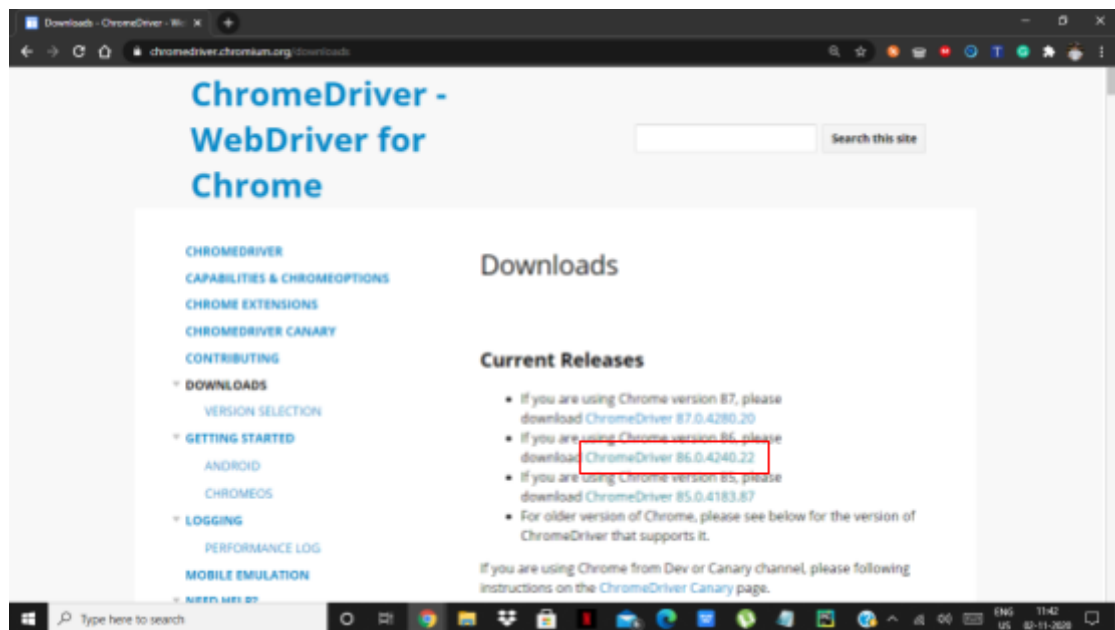 Downloads - ChromeDriver - We
chromedriver.chromium.org/downloads
ChromeDriver -
WebDriver for
Chrome
Search this site
CHROMEDRIVER
CAPABILITIES & CHROMEOPTIONS
CHROME EXTENSIONS
CHROMEDRIVER CANARY
CONTRIBUTING
DOWNLOADS
VERSION SELECTION
GETTING STARTED
ANDROID
CHROMEOS
LOGGING
PERFORMANCE LOG
MOBILE EMULATION
NEED HELP?
Downloads
Current Releases
• If you are using Chrome version 87, please
download ChromeDriver 87.0.4280.20
• If you are using Chrome version 86, please
download ChromeDriver 86.0.4240.22
• If you are using Chrome version 85, please
download ChromeDriver 85.0.4183.87
• For older version of Chrome, please see below for the version of
ChromeDriver that supports it.
If you are using Chrome from Dev or Canary channel, please following
instructions on the ChromeDriver Canary page.
Type here to search
ENG
US
11:42
02-11-2020